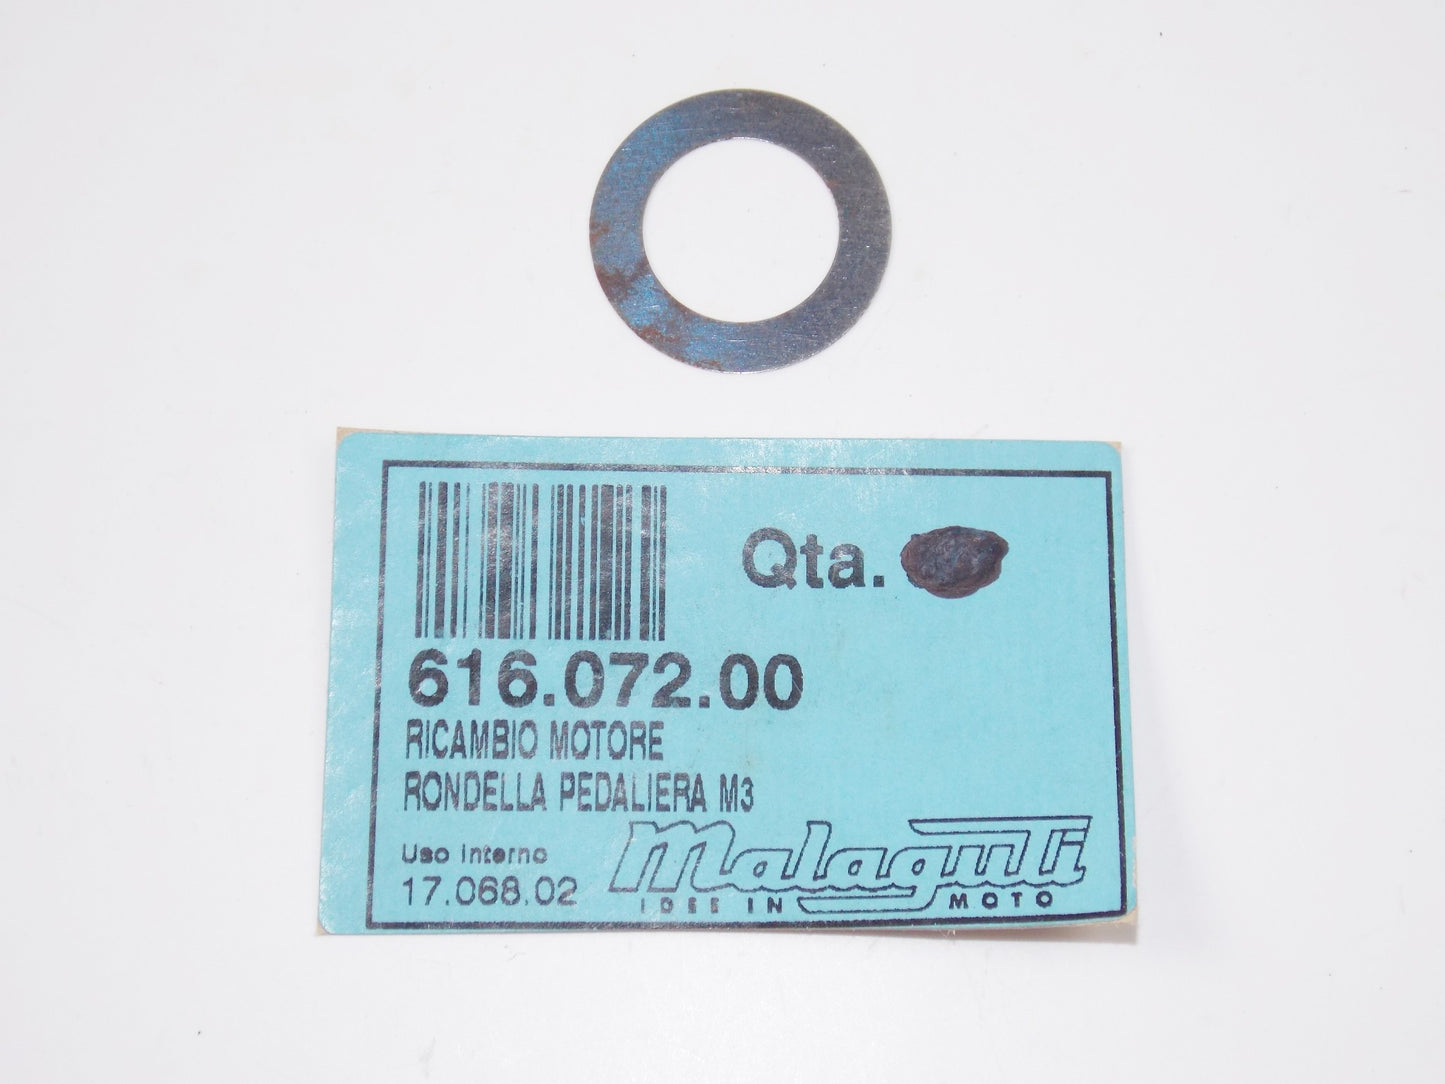 Qta.
616.072.00
RICAMBIO MOTORE
RONDELLA PEDALIERA M3
Uso Interno
17.068.02
Malaguti
IDEE IN MOTO